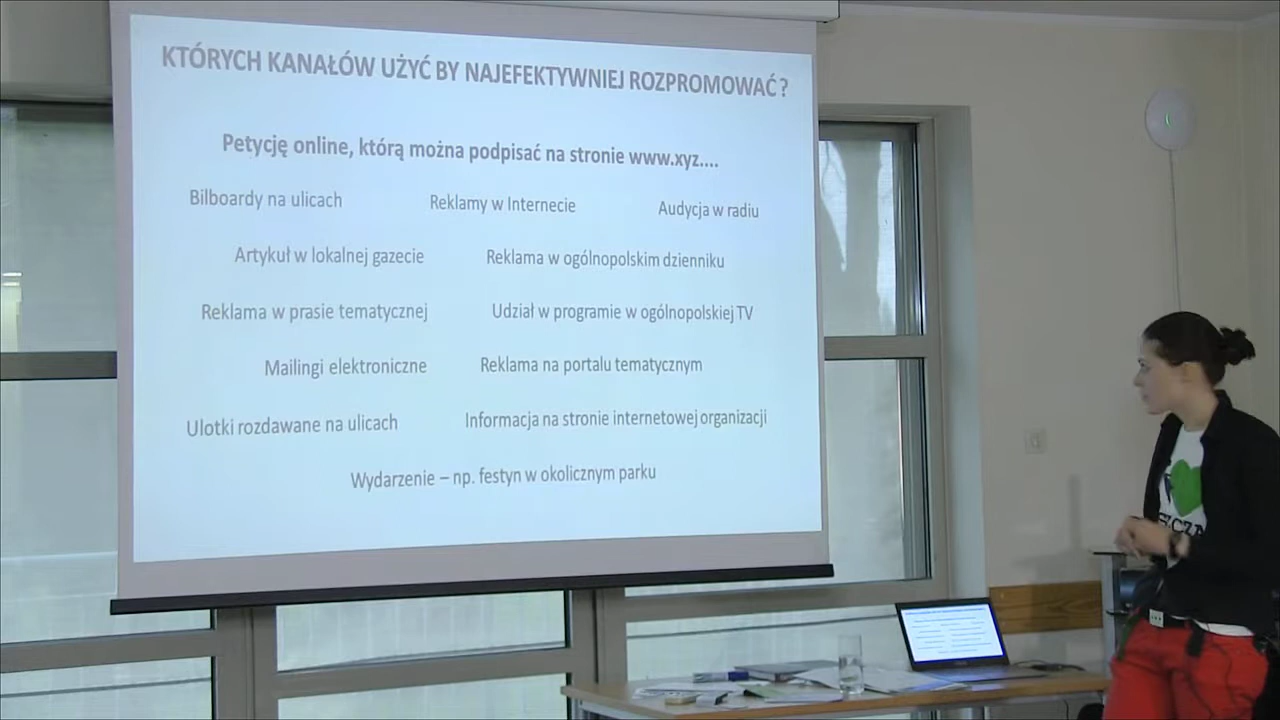 KTÓRYCH KANAŁÓW UŻYĆ BY NAJEFEKTYWNIEJ ROZPROMOWAĆ?
Petycję online, którą można podpisać na stronie www.xyz....
Bilboardy na ulicach Reklamy w Internecie Audycja w radiu
Artykuł w lokalnej gazecie Reklama w ogólnopolskim dzienniku
Reklama w prasie tematycznej Udział w programie w ogólnopolskiej TV
Mailingi elektroniczne Reklama na portalu tematycznym
Ulotki rozdawane na ulicach Informacja na stronie internetowej organizacji
Wydarzenie – np. festyn w okolicznym parku